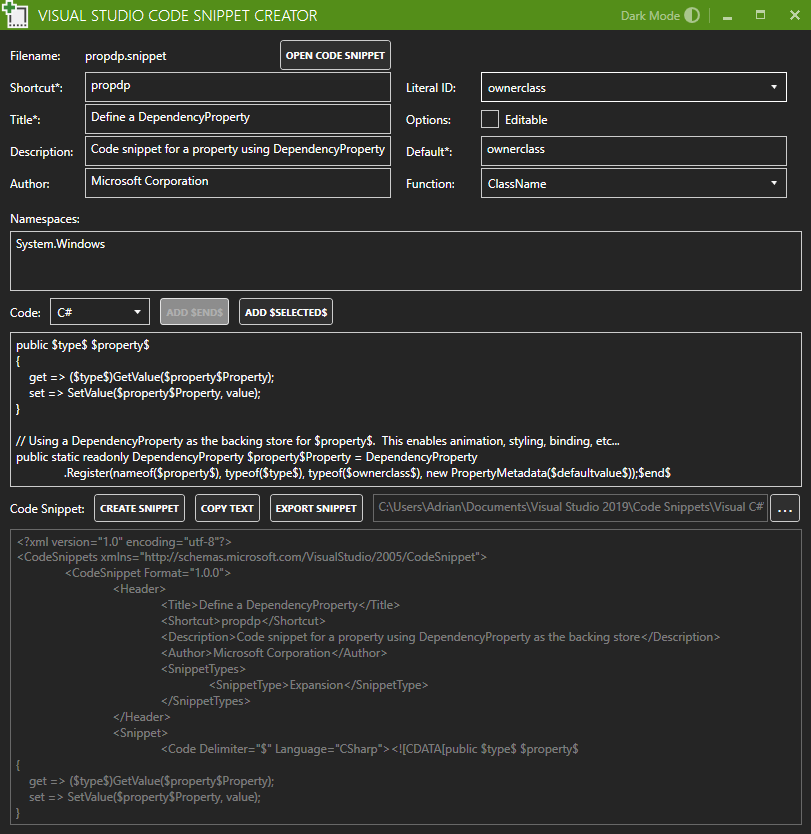 VISUAL STUDIO CODE SNIPPET CREATOR
Dark Mode
Filename: propdp.snippet OPEN CODE SNIPPET
Shortcut*: propdp Literal ID: ownerclass
Title*: Define a DependencyProperty Options: Editable
Description: Code snippet for a property using DependencyProperty Default*: ownerclass
Author: Microsoft Corporation Function: ClassName
Namespaces:
System.Windows
Code: C# ADD $END$ ADD $SELECTED$
public $type$ $property$
{
get => ($type$)GetValue($property$Property);
set => SetValue($property$Property, value);
}
// Using a DependencyProperty as the backing store for $property$.  This enables animation, styling, binding, etc...
public static readonly DependencyProperty $property$Property = DependencyProperty
.Register(nameof($property$), typeof($type$), typeof($ownerclass$), new PropertyMetadata($defaultvalue$));$end$
Code Snippet: CREATE SNIPPET COPY TEXT EXPORT SNIPPET C:\Users\Adrian\Documents\Visual Studio 2019\Code Snippets\Visual C# ...
<?xml version="1.0" encoding="utf-8"?>
<CodeSnippets xmlns="http://schemas.microsoft.com/VisualStudio/2005/CodeSnippet">
<CodeSnippet Format="1.0.0">
<Header>
<Title>Define a DependencyProperty</Title>
<Shortcut>propdp</Shortcut>
<Description>Code snippet for a property using DependencyProperty as the backing store</Description>
<Author>Microsoft Corporation</Author>
<SnippetTypes>
<SnippetType>Expansion</SnippetType>
</SnippetTypes>
</Header>
<Snippet>
<Code Delimiter="$" Language="CSharp"><![CDATA[public $type$ $property$
{
get => ($type$)GetValue($property$Property);
set => SetValue($property$Property, value);
}